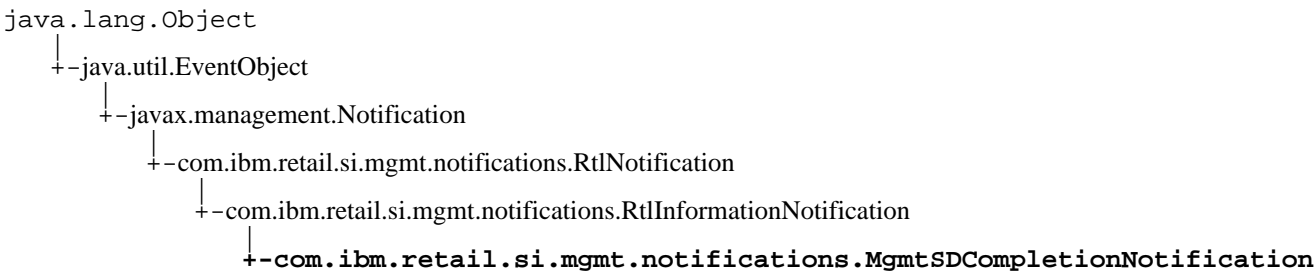 java.lang.Object
|
+-java.util.EventObject
|
+-javax.management.Notification
|
+-com.ibm.retail.si.mgmt.notifications.RtlNotification
|
+-com.ibm.retail.si.mgmt.notifications.RtlInformationNotification
|
+-com.ibm.retail.si.mgmt.notifications.MgmtSDCompletionNotification